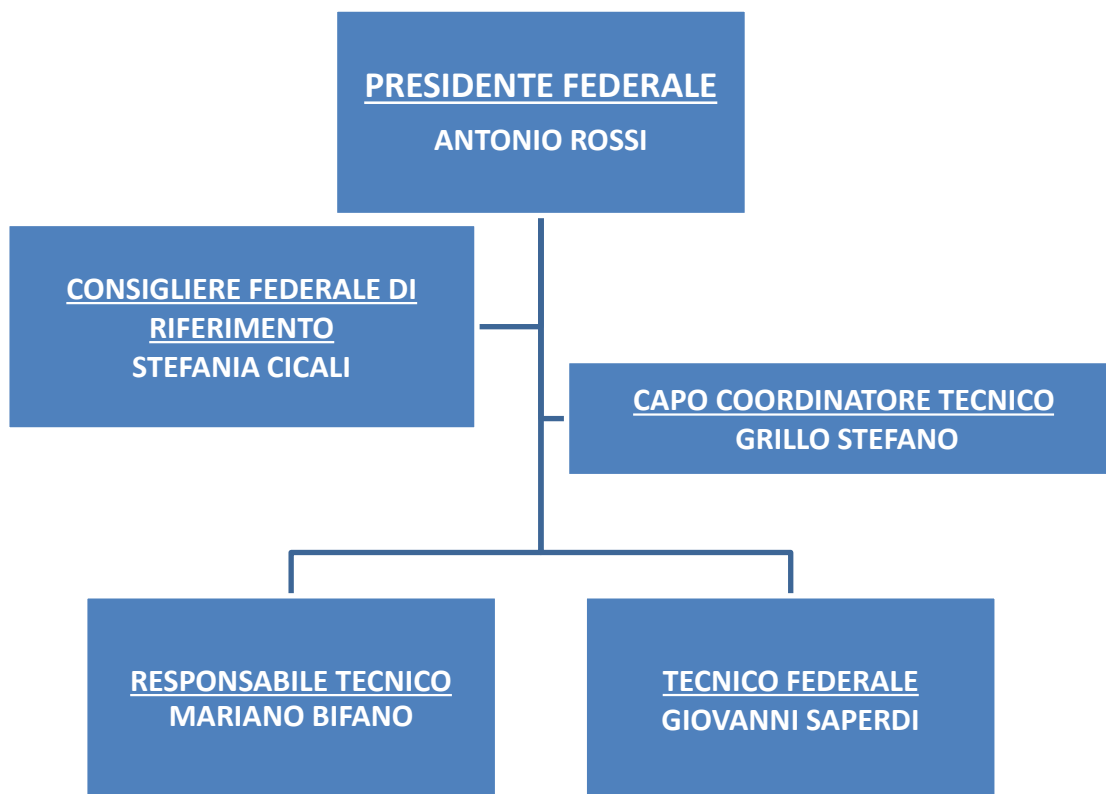 PRESIDENTE FEDERALE
ANTONIO ROSSI
CONSIGLIERE FEDERALE DI
RIFERIMENTO
STEFANIA CICALI
CAPO COORDINATORE TECNICO
GRILLO STEFANO
RESPONSABILE TECNICO
MARIANO BIFANO
TECNICO FEDERALE
GIOVANNI SAPERDI